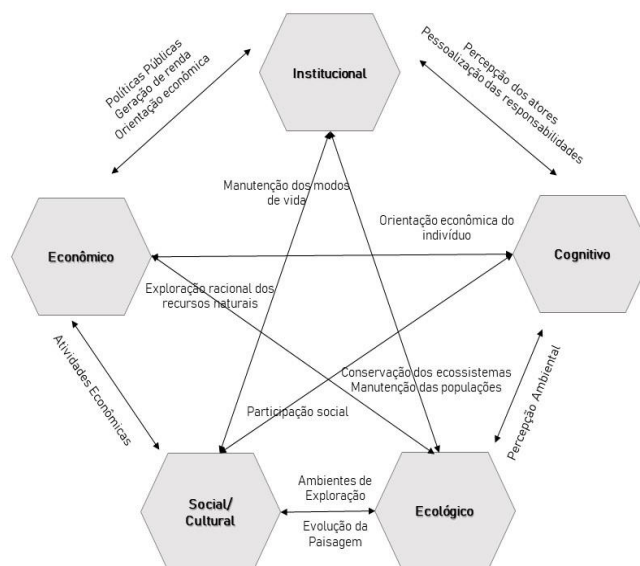 Institucional
Políticas Públicas
Geração de renda
Orientação econômica
Percepção dos atores
Pessoalização das responsabilidades
Manutenção dos modos
de vida
Orientação econômica do
indivíduo
Econômico
Cognitivo
Exploração racional dos
recursos naturais
Atividades Econômicas
Conservação dos ecossistemas
Manutenção das populações
Percepção Ambiental
Participação social
Social/
Cultural
Ambientes de
Exploração
Evolução da
Paisagem
Ecológico